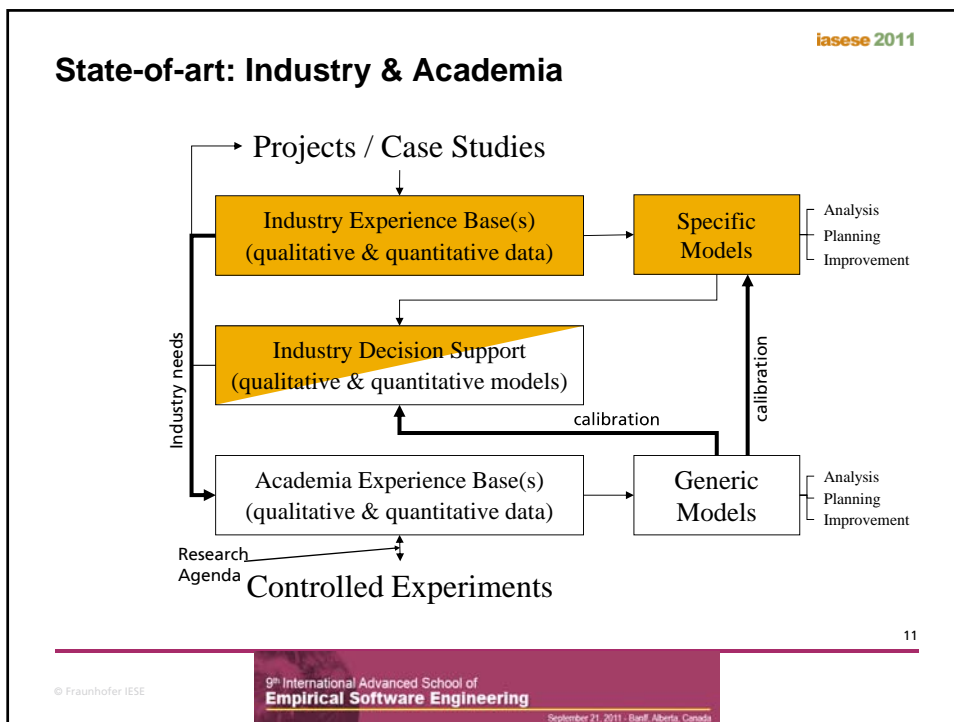 iasese 2011
State-of-art: Industry & Academia
Projects / Case Studies
Industry Experience Base(s)
(qualitative & quantitative data)
Specific
Models
Analysis
Planning
Improvement
Industry needs
Industry Decision Support
(qualitative & quantitative models)
calibration
calibration
Academia Experience Base(s)
(qualitative & quantitative data)
Generic
Models
Analysis
Planning
Improvement
Research
Agenda
Controlled Experiments
11
© Fraunhofer IESE
9th International Advanced School of
Empirical Software Engineering
September 21, 2011 - Banff, Alberta, Canada